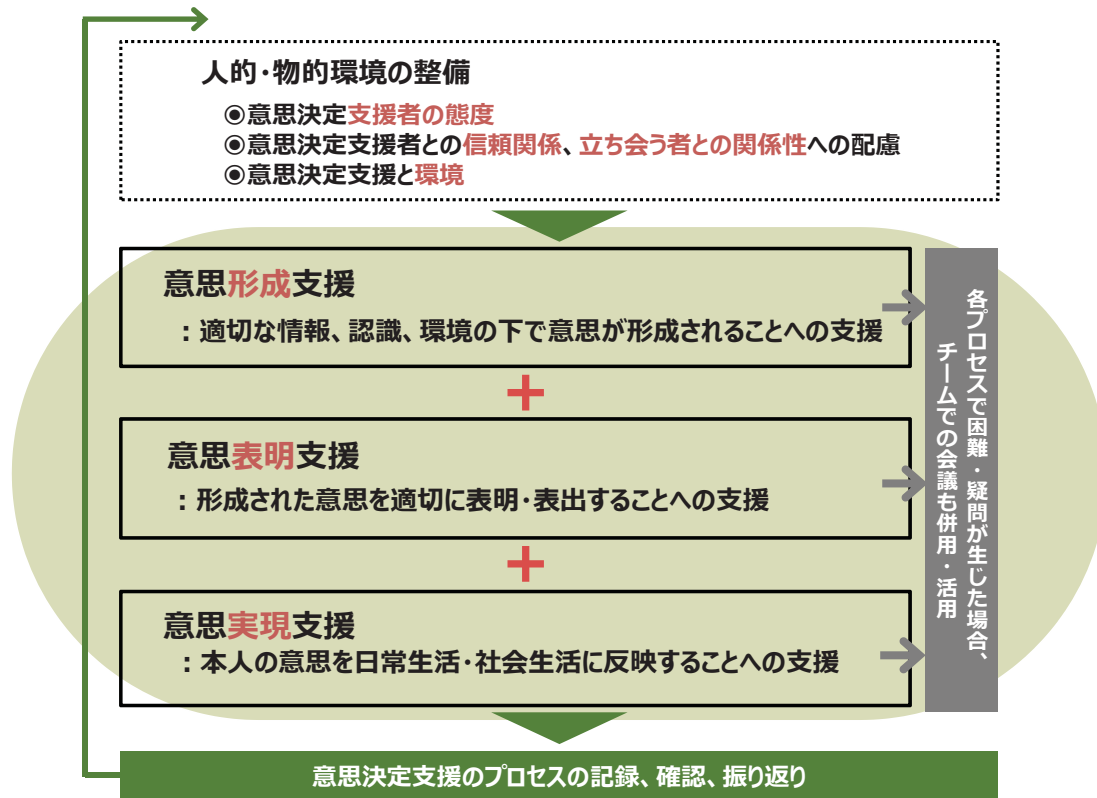 人的・物的環境の整備
◉意思決定支援者の態度
◉意思決定支援者との信頼関係、立ち会う者との関係性への配慮
◉意思決定支援と環境
意思形成支援
：適切な情報、認識、環境の下で意思が形成されることへの支援
+
意思表明支援
：形成された意思を適切に表明・表出することへの支援
+
意思実現支援
：本人の意思を日常生活・社会生活に反映することへの支援
各プロセスで困難・疑問が生じた場合、
チームでの会議も併用・活用
意思決定支援のプロセスの記録、確認、振り返り